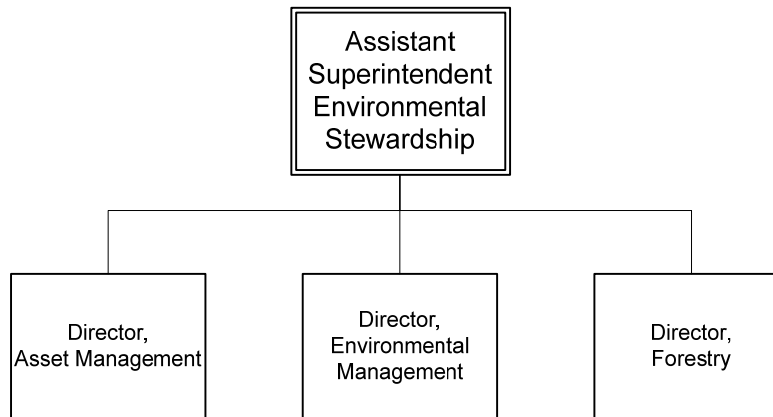 Assistant
Superintendent
Environmental
Stewardship
Director,
Asset Management
Director,
Environmental
Management
Director,
Forestry